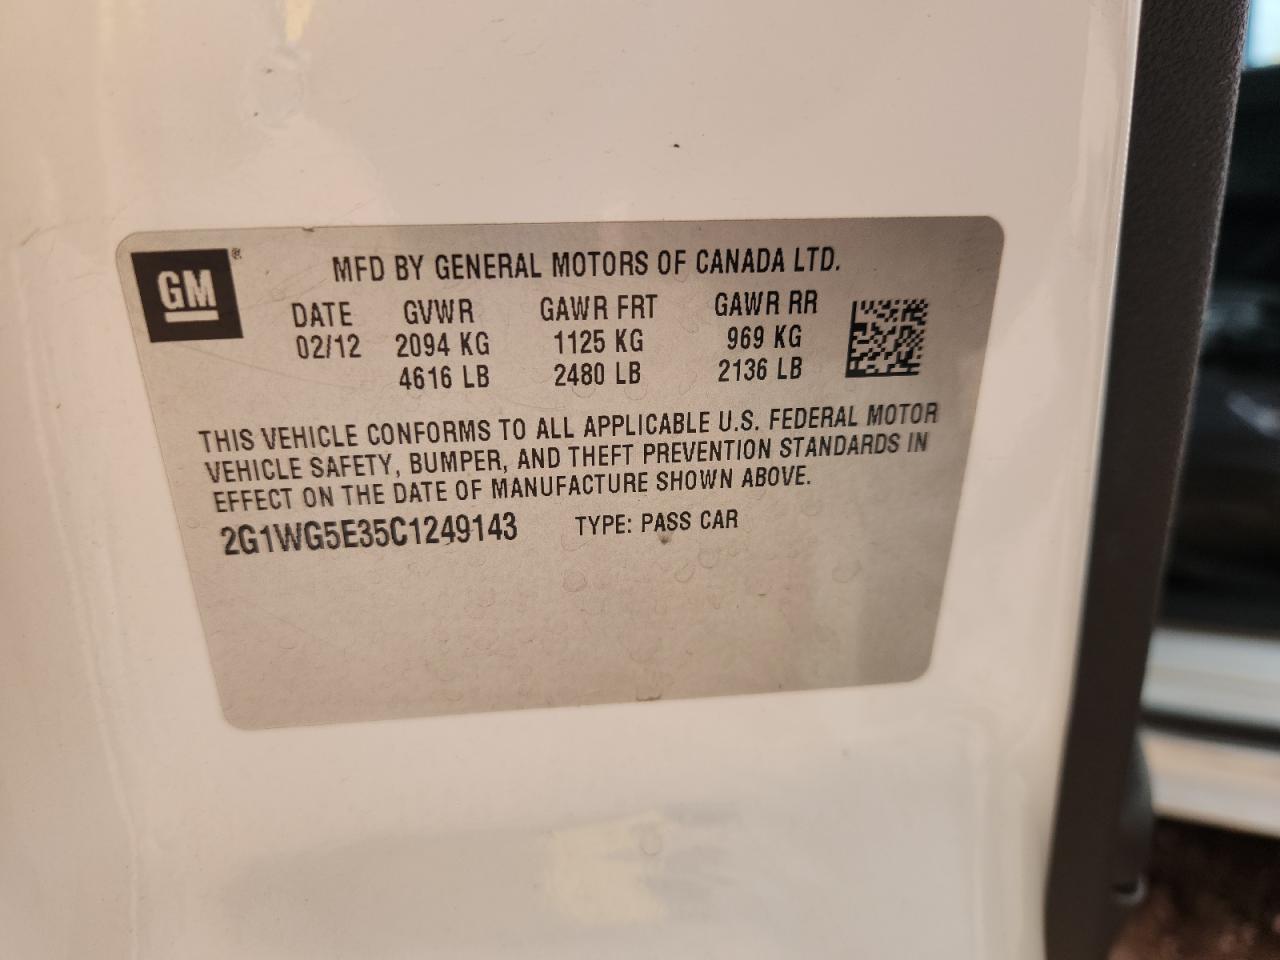 GM ®
MFD BY GENERAL MOTORS OF CANADA LTD.
DATE GVWR GAWR FRT GAWR RR
02/12 2094 KG 1125 KG 969 KG
4616 LB 2480 LB 2136 LB
THIS VEHICLE CONFORMS TO ALL APPLICABLE U.S. FEDERAL MOTOR
VEHICLE SAFETY, BUMPER, AND THEFT PREVENTION STANDARDS IN
EFFECT ON THE DATE OF MANUFACTURE SHOWN ABOVE.
2G1WG5E35C1249143 TYPE: PASS CAR